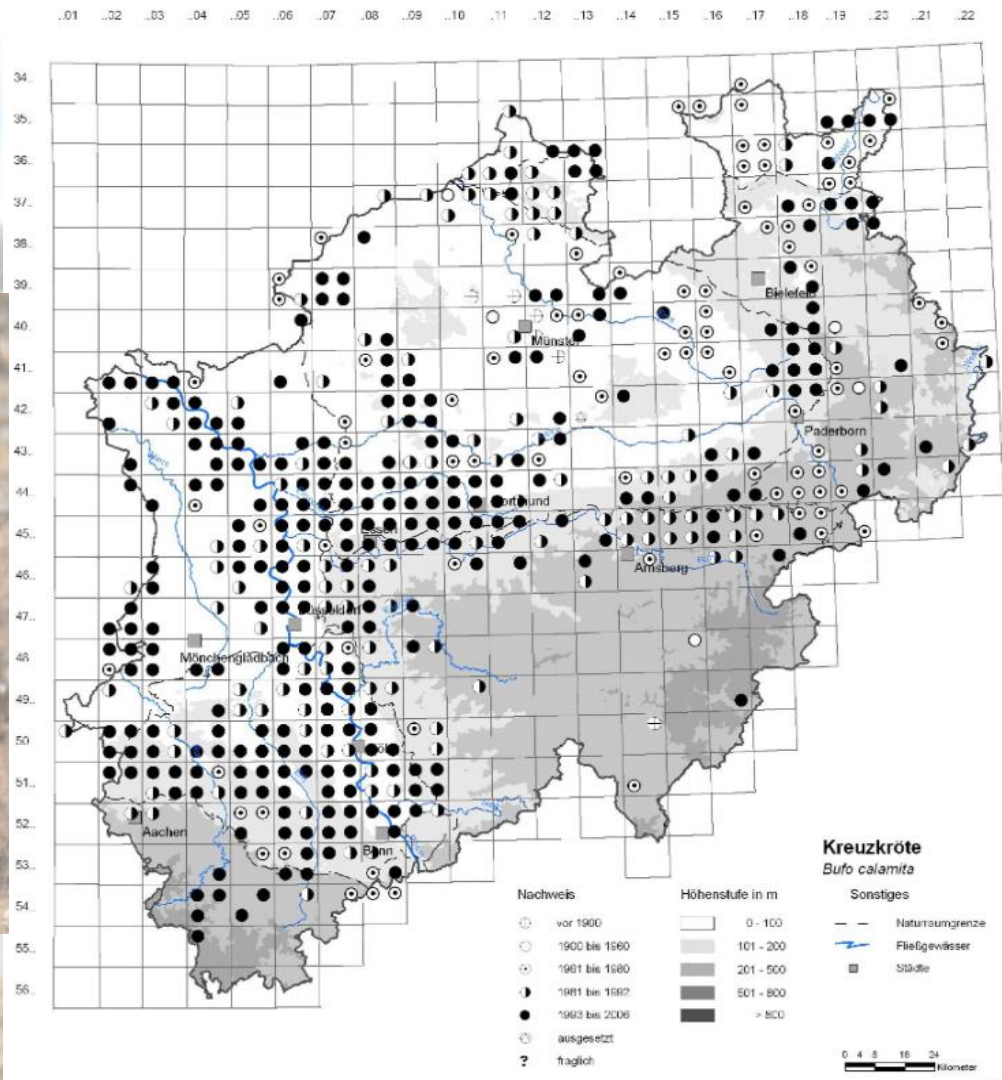 ..01 ..02 ..03 ..04 ..05 ..06 ..07 ..08 ..09 ..10 ..11 ..12 ..13 ..14 ..15 ..16 ..17 ..18 ..19 ..20 ..21 ..22
34..
35..
36..
37..
38..
39..
40..
41..
42..
43..
44..
45..
46..
47..
48..
49..
50..
51..
52..
53..
54..
55..
56..
Weser
Bielefeld
Münster
Paderborn
Dortmund
Essen
Arnsberg
Düsseldorf
Mönchengladbach
Köln
Aachen
Bonn
Kreuzkröte
Bufo calamita
Nachweis
vor 1900
1900 bis 1960
1961 bis 1980
1981 bis 1992
1993 bis 2006
ausgesetzt
? fraglich
Höhenstufe in m
0 - 100
101 - 200
201 - 500
501 - 800
> 800
Sonstiges
Naturraumgrenze
Fließgewässer
Städte
0 4 8 16 24
Kilometer